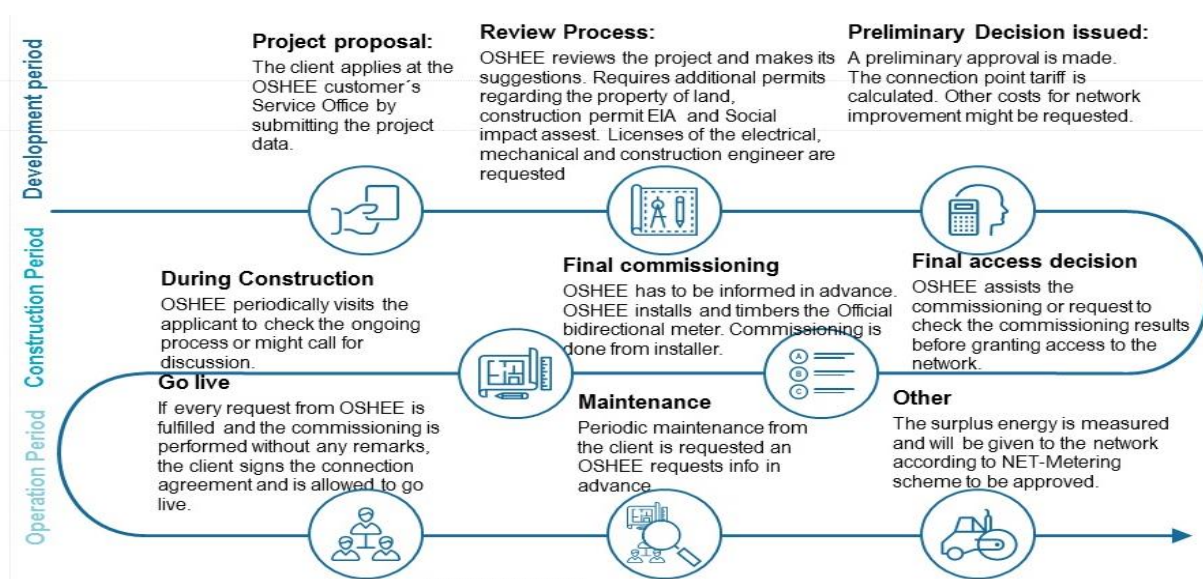 Development period
Project proposal:
The client applies at the
OSHEE customer´s
Service Office by
submitting the project
data.
Review Process:
OSHEE reviews the project and makes its
suggestions. Requires additional permits
regarding the property of land,
construction permit EIA and Social
impact assest. Licenses of the electrical,
mechanical and construction engineer are
requested
Preliminary Decision issued:
A preliminary approval is made.
The connection point tariff is
calculated. Other costs for network
improvement might be requested.
Construction Period
During Construction
OSHEE periodically visits the
applicant to check the ongoing
process or might call for
discussion.
Final commissioning
OSHEE has to be informed in advance.
OSHEE installs and timbers the Official
bidirectional meter. Commissioning is
done from installer.
A
B
C
Final access decision
OSHEE assists the
commissioning or request to
check the commissioning results
before granting access to the
network.
Operation Period
Go live
If every request from OSHEE is
fulfilled and the commissioning is
performed without any remarks,
the client signs the connection
agreement and is allowed to go
live.
Maintenance
Periodic maintenance from
the client is requested an
OSHEE requests info in
advance.
Other
The surplus energy is measured
and will be given to the network
according to NET-Metering
scheme to be approved.